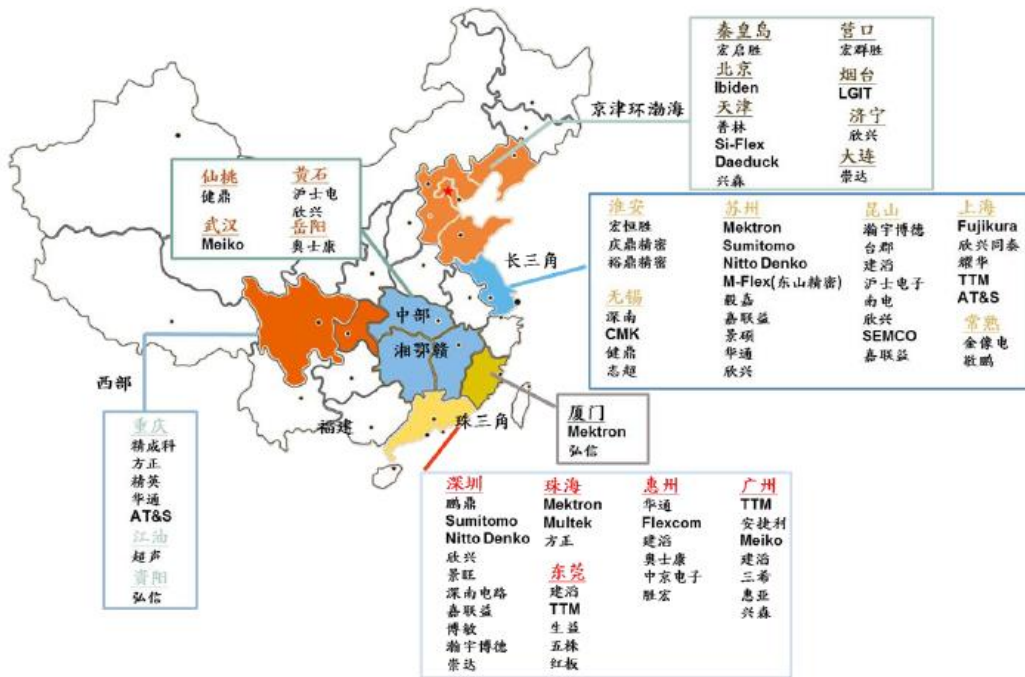 秦皇岛
宏启胜
北京
Ibiden
天津
普林
Si-Flex
Daeduck
兴森
营口
宏群胜
烟台
LGIT
济宁
欣兴
大连
崇达
京津环渤海
仙桃
健鼎
武汉
Meiko
黄石
沪士电
欣兴
岳阳
奥士康
长三角
淮安
宏恒胜
庆鼎精密
裕鼎精密
无锡
深南
CMK
健鼎
志超
苏州
Mektron
Sumitomo
Nitto Denko
M-Flex(东山精密)
毅嘉
嘉联益
景硕
华通
欣兴
昆山
瀚宇博德
台郡
建滔
沪士电子
南电
欣兴
SEMCO
嘉联益
上海
Fujikura
欣兴同泰
耀华
TTM
AT&S
常熟
金像电
敬鹏
中部
湘鄂赣
西部
重庆
精成科
方正
精英
华通
AT&S
江油
超声
资阳
弘信
福建
珠三角
厦门
Mektron
弘信
深圳
鹏鼎
Sumitomo
Nitto Denko
欣兴
景旺
深南电路
嘉联益
博敏
瀚宇博德
崇达
珠海
Mektron
Multek
方正
东莞
建滔
TTM
生益
五株
红板
惠州
华通
Flexcom
建滔
奥士康
中京电子
胜宏
广州
TTM
安捷利
Meiko
建滔
三希
惠亚
兴森